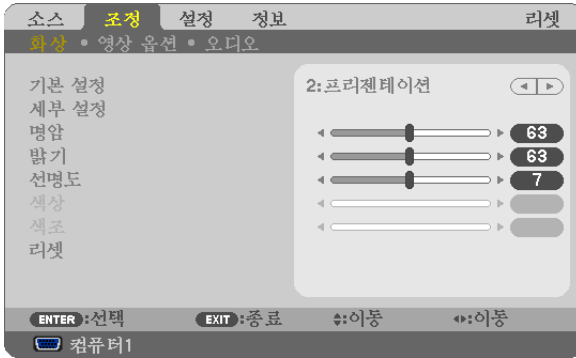 소스 조정 설정 정보 리셋
화상 • 영상 옵션 • 오디오
기본 설정 2:프리젠테이션
세부 설정
명암 63
밝기 63
선명도 7
색상
색조
리셋
ENTER:선택 EXIT:종료 :이동 :이동
컴퓨터1